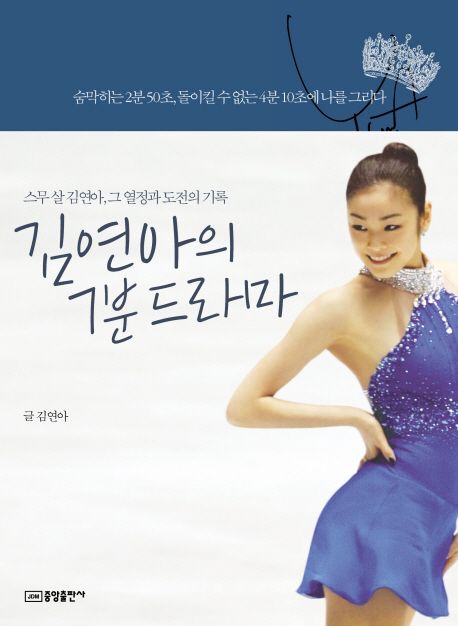 숨막히는 2분 50초, 돌이킬 수 없는 4분 10초에 나를 그리다
스무 살 김연아, 그 열정과 도전의 기록
김연아의
7분 드라마
글 김연아
JDM 중앙출판사